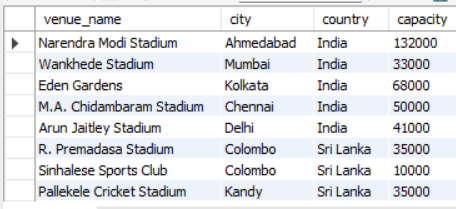 venue_name city country capacity
Narendra Modi Stadium Ahmedabad India 132000
Wankhede Stadium Mumbai India 33000
Eden Gardens Kolkata India 68000
M.A. Chidambaram Stadium Chennai India 50000
Arun Jaitley Stadium Delhi India 41000
R. Premadasa Stadium Colombo Sri Lanka 35000
Sinhalese Sports Club Colombo Sri Lanka 10000
Pallekele Cricket Stadium Kandy Sri Lanka 35000